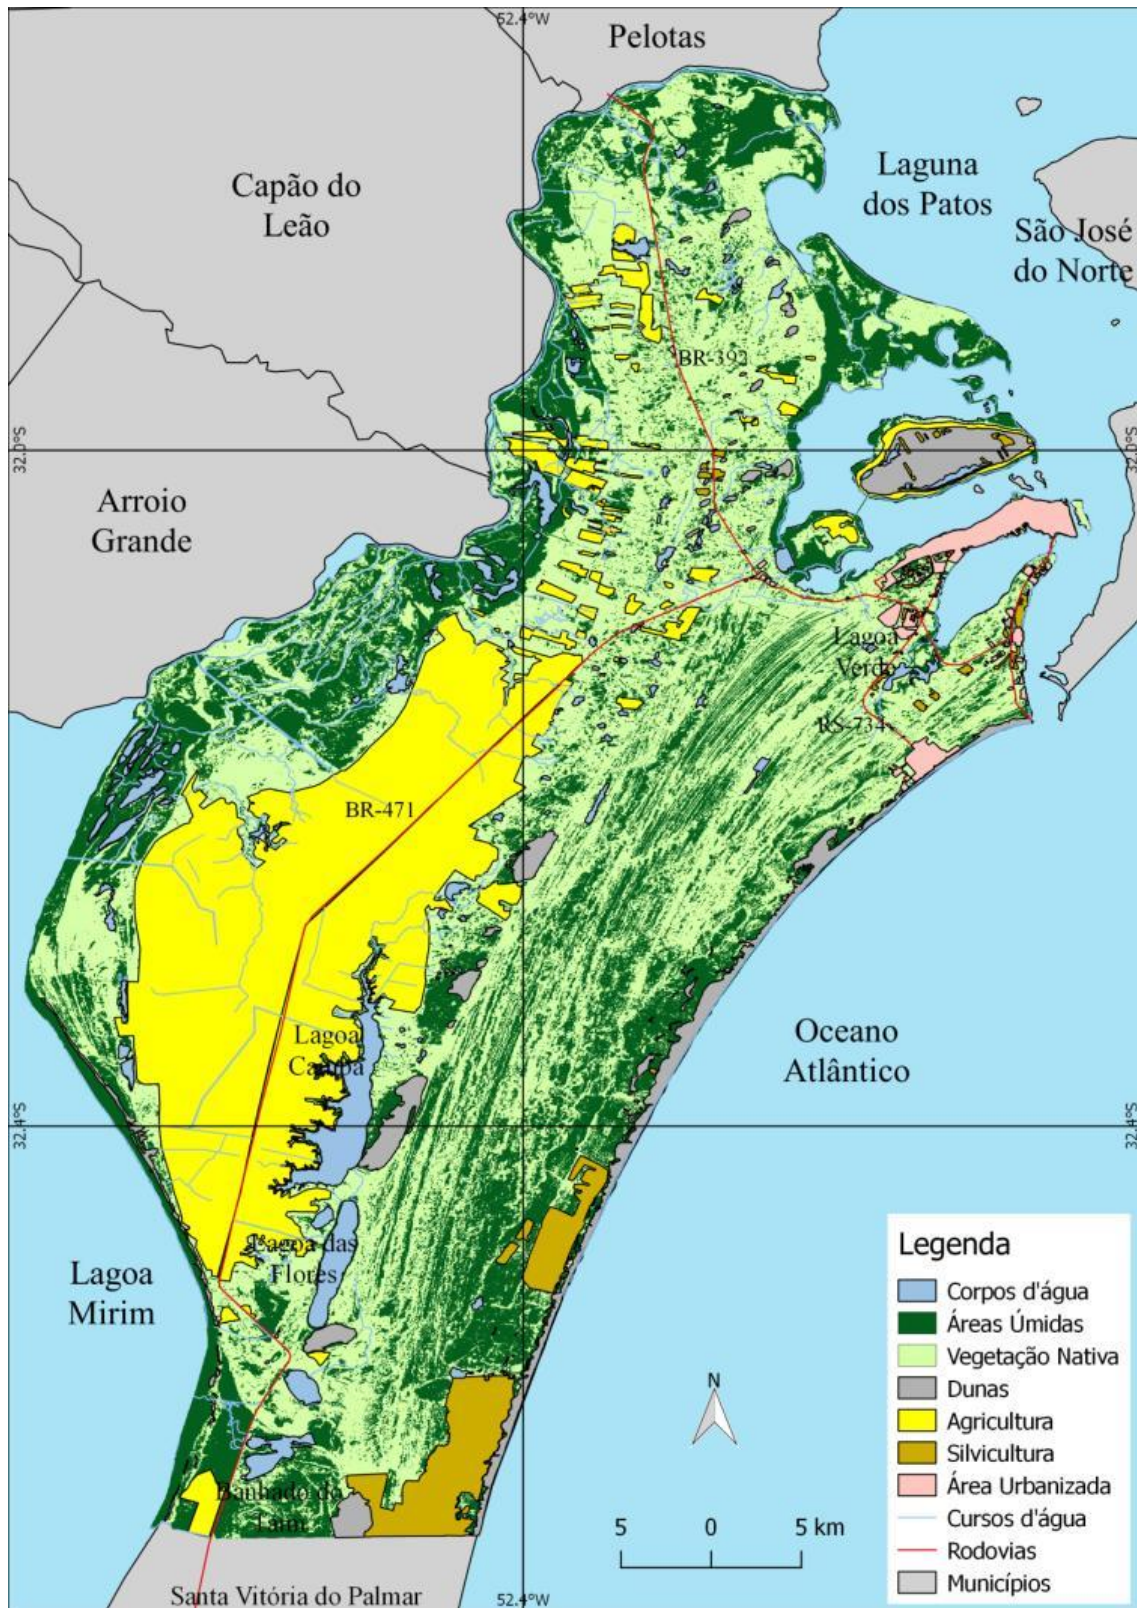 52.4°W
Pelotas
Capão do
Leão
Laguna
dos Patos
São José
do Norte
BR-392
32.0°S
32.0°S
Arroio
Grande
Lagoa
Verde
RS-734
BR-471
Lagoa
Caiubá
Oceano
Atlântico
32.4°S
32.4°S
Lagoa das
Flores
Lagoa
Mirim
Banhado do
Taim
Santa Vitória do Palmar
52.4°W
N
5 0 5 km
Legenda
Corpos d'água
Áreas Úmidas
Vegetação Nativa
Dunas
Agricultura
Silvicultura
Área Urbanizada
Cursos d'água
Rodovias
Municípios